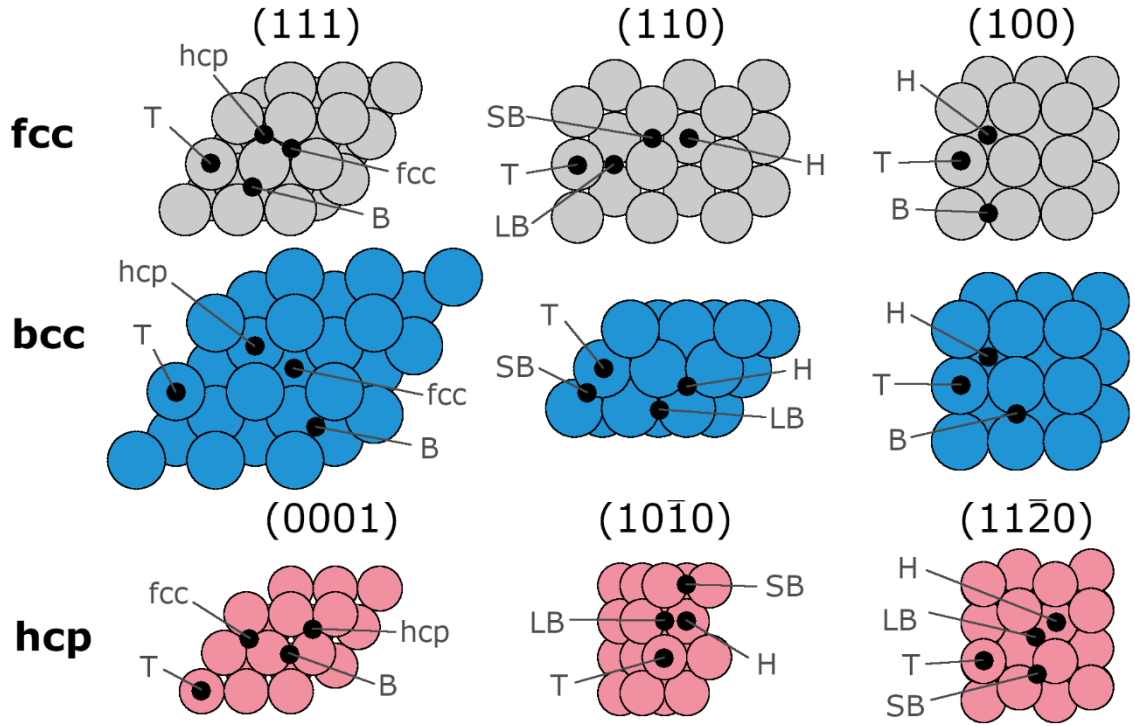 (111) (110) (100)
fcc
hcp
T
fcc
B
SB
T
LB
H
H
T
B
bcc
hcp
T
fcc
B
T
SB
H
LB
H
T
B
(0001) (101̅0) (112̅0)
hcp
fcc
hcp
T
B
SB
LB
H
T
H
LB
T
SB